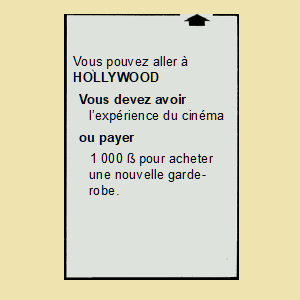 Vous pouvez aller à
HOLLYWOOD
Vous devez avoir
l'expérience du cinéma
ou payer
1 000 ß pour acheter
une nouvelle garde-
robe.